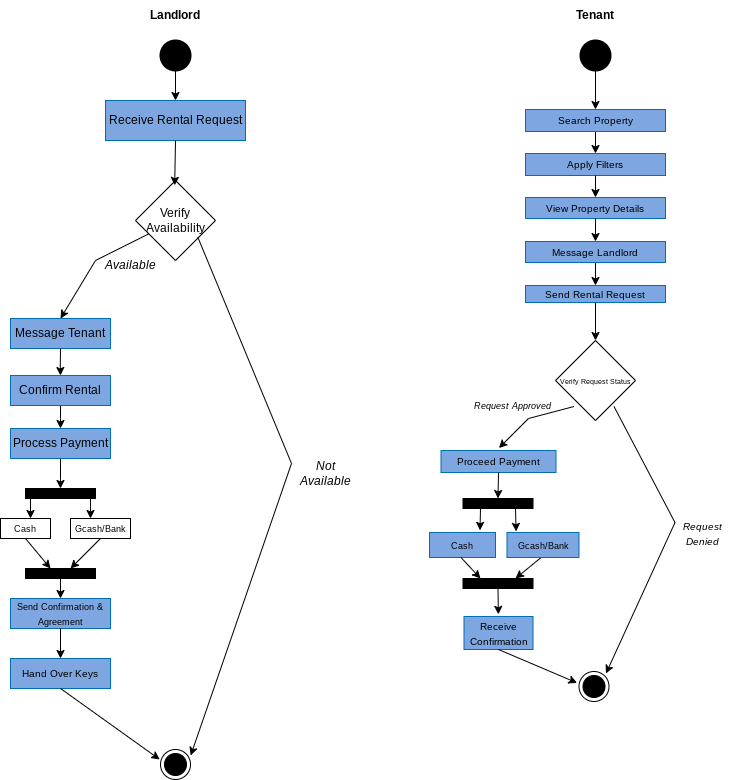 Landlord
Receive Rental Request
Verify
Availability
Available
Message Tenant
Confirm Rental
Process Payment
Cash
Gcash/Bank
Send Confirmation &
Agreement
Hand Over Keys
Not
Available
Tenant
Search Property
Apply Filters
View Property Details
Message Landlord
Send Rental Request
Verify Request Status
Request Approved
Proceed Payment
Cash
Gcash/Bank
Receive
Confirmation
Request
Denied